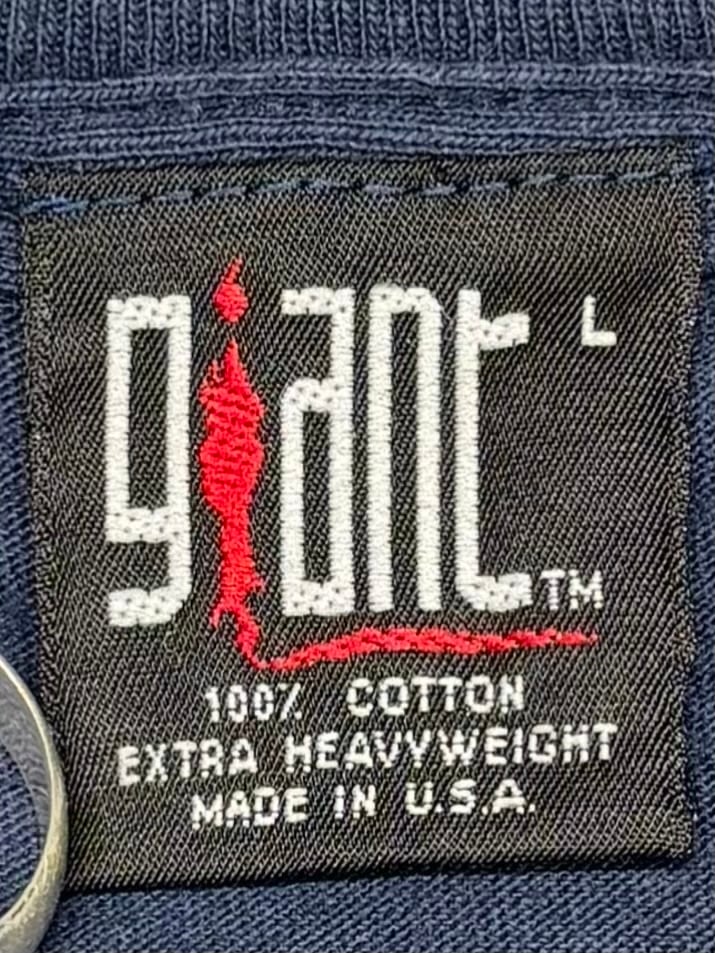 giant L
TM
100% COTTON
EXTRA HEAVYWEIGHT
MADE IN U.S.A.